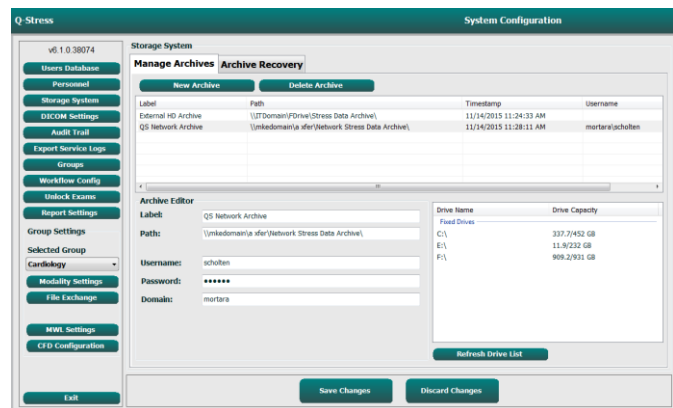 Q-Stress
System Configuration
v6.1.0.38074
Users Database
Personnel
Storage System
DICOM Settings
Audit Trail
Export Service Logs
Groups
Workflow Config
Unlock Exams
Report Settings
Group Settings
Selected Group
Cardiology
Modality Settings
File Exchange
MWL Settings
CFD Configuration
Exit
Storage System
Manage Archives Archive Recovery
New Archive Delete Archive
Label Path Timestamp Username
External HD Archive \\ITDomain\FDrive\Stress Data Archive\ 11/14/2015 11:24:33 AM
QS Network Archive \\mkedomain\a xfer\Network Stress Data Archive\ 11/14/2015 11:28:11 AM mortara\scholten
Archive Editor
Label: QS Network Archive
Path: \\mkedomain\a xfer\Network Stress Data Archive\
Username: scholten
Password: ••••••
Domain: mortara
Drive Name Drive Capacity
Fixed Drives
C:\ 337.7/452 GB
E:\ 11.9/232 GB
F:\ 909.2/931 GB
Refresh Drive List
Save Changes Discard Changes